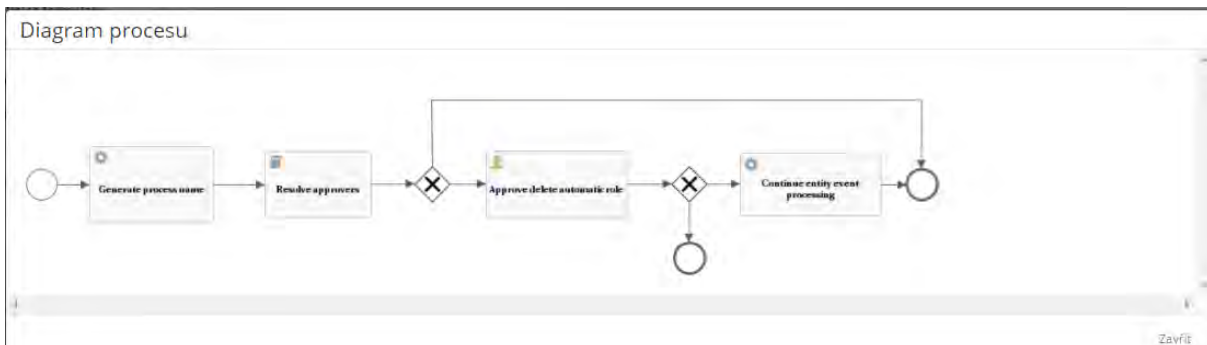 Diagram procesu
Generate process name
Resolve approvers
Approve delete automatic role
Continue entity event
processing
Zavřít